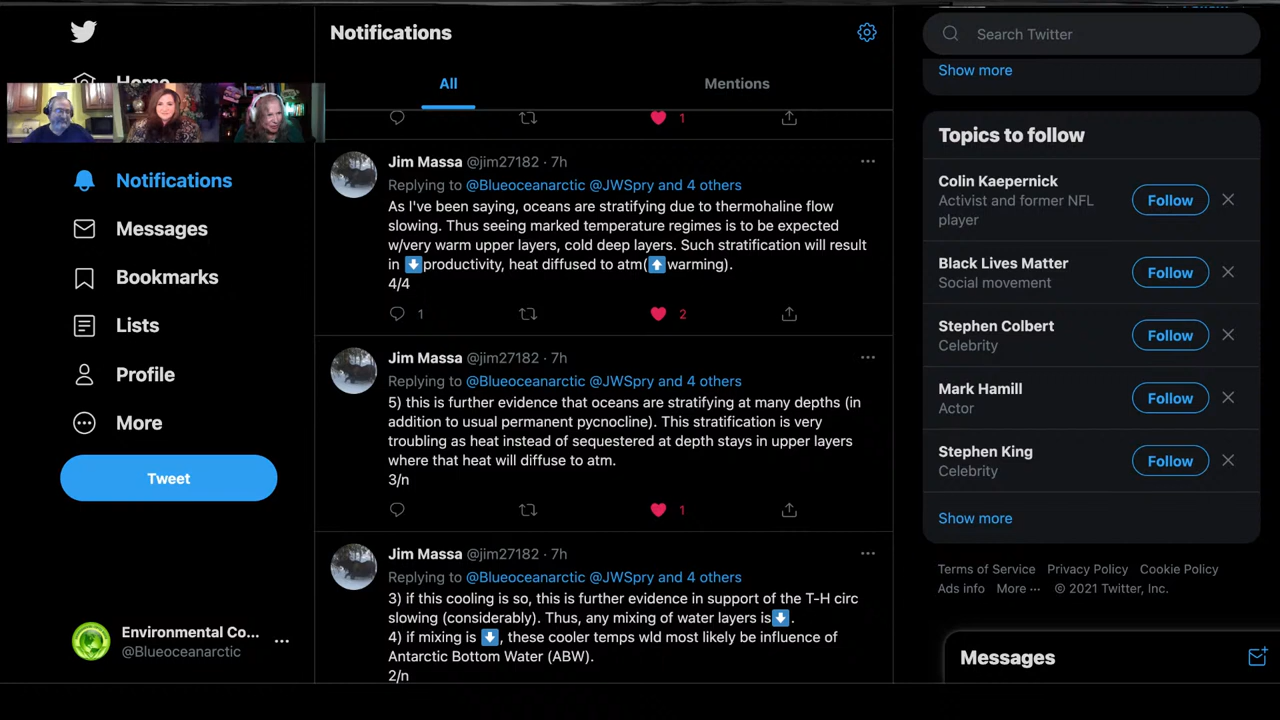 Home
Notifications
Messages
Bookmarks
Lists
Profile
More
Tweet
Environmental Co...
@Blueoceanarctic
Notifications
All
Mentions
1
Jim Massa @jim27182 · 7h
Replying to @Blueoceanarctic @JWSpry and 4 others
As I've been saying, oceans are stratifying due to thermohaline flow
slowing. Thus seeing marked temperature regimes is to be expected
w/very warm upper layers, cold deep layers. Such stratification will result
in ⬇️productivity, heat diffused to atm(⬆️warming).
4/4
1
2
Jim Massa @jim27182 · 7h
Replying to @Blueoceanarctic @JWSpry and 4 others
5) this is further evidence that oceans are stratifying at many depths (in
addition to usual permanent pycnocline). This stratification is very
troubling as heat instead of sequestered at depth stays in upper layers
where that heat will diffuse to atm.
3/n
1
Jim Massa @jim27182 · 7h
Replying to @Blueoceanarctic @JWSpry and 4 others
3) if this cooling is so, this is further evidence in support of the T-H circ
slowing (considerably). Thus, any mixing of water layers is⬇️.
4) if mixing is ⬇️, these cooler temps wld most likely be influence of
Antarctic Bottom Water (ABW).
2/n
Search Twitter
Show more
Topics to follow
Colin Kaepernick
Activist and former NFL
player
Follow
Black Lives Matter
Social movement
Follow
Stephen Colbert
Celebrity
Follow
Mark Hamill
Actor
Follow
Stephen King
Celebrity
Follow
Show more
Terms of Service Privacy Policy Cookie Policy
Ads info More ··· © 2021 Twitter, Inc.
Messages